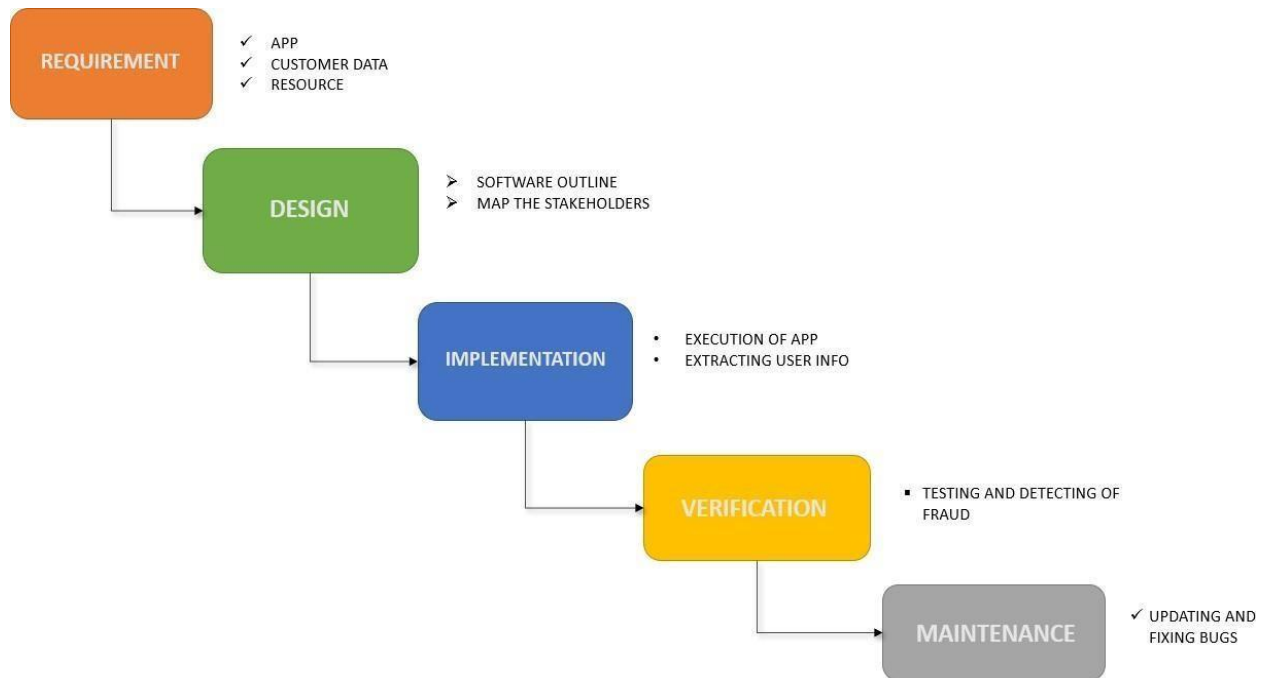 REQUIREMENT
✓ APP
✓ CUSTOMER DATA
✓ RESOURCE
DESIGN
➢ SOFTWARE OUTLINE
➢ MAP THE STAKEHOLDERS
IMPLEMENTATION
• EXECUTION OF APP
• EXTRACTING USER INFO
VERIFICATION
▪ TESTING AND DETECTING OF
FRAUD
MAINTENANCE
✓ UPDATING AND
FIXING BUGS